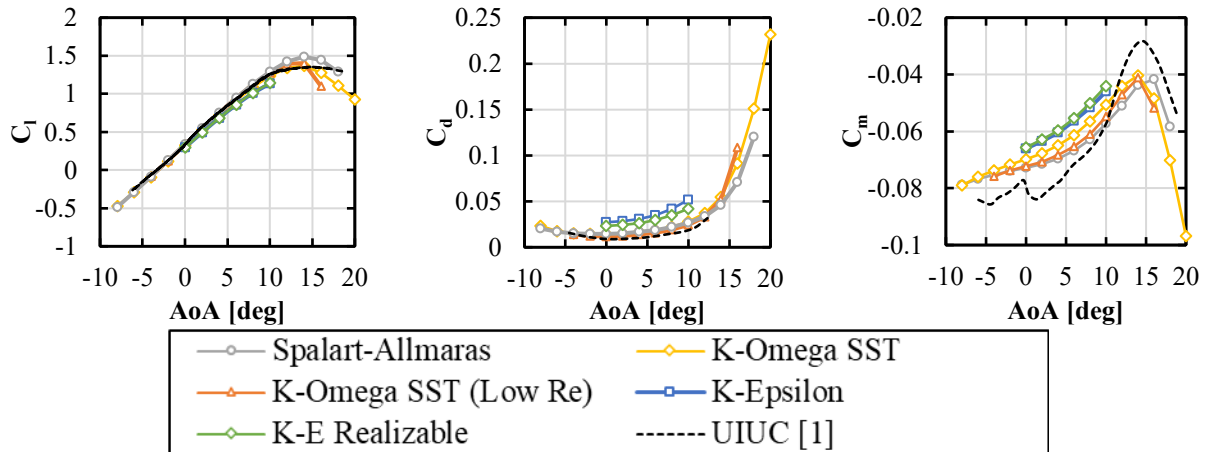 2
1.5
1
0.5
0
-0.5
-1
C_l
-10 -5 0 5 10 15 20
AoA [deg]
0.25
0.2
0.15
0.1
0.05
0
C_d
-10 -5 0 5 10 15 20
AoA [deg]
-0.02
-0.04
-0.06
-0.08
-0.1
C_m
-10 -5 0 5 10 15 20
AoA [deg]
Spalart-Allmaras K-Omega SST
K-Omega SST (Low Re) K-Epsilon
K-E Realizable UIUC [1]